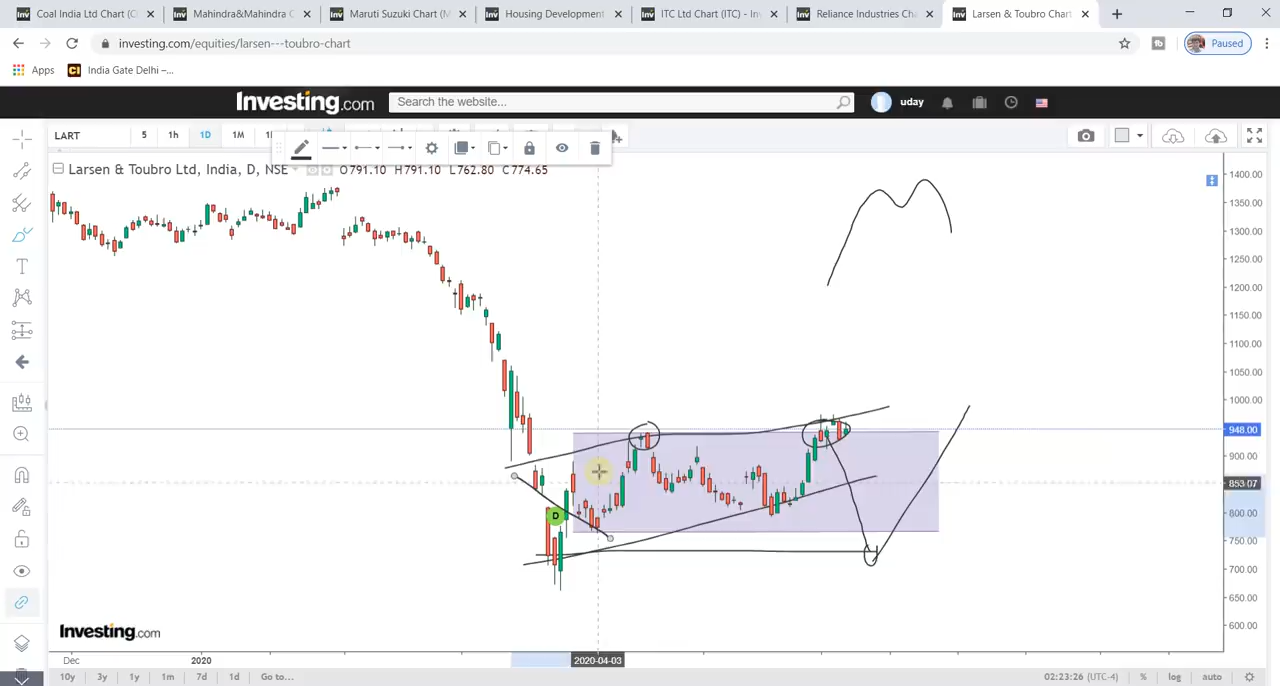 Coal India Ltd Chart (C
Mahindra&Mahindra C
Maruti Suzuki Chart (M
Housing Development
ITC Ltd Chart (ITC) - Inv
Reliance Industries Cha
Larsen & Toubro Chart
investing.com/equities/larsen---toubro-chart
Paused
Apps
India Gate Delhi –...
Investing.com
Search the website...
uday
LART
5
1h
1D
1M
Larsen & Toubro Ltd, India, D, NSE
O791.10 H791.10 L762.80 C774.65
1400.00
1350.00
1300.00
1250.00
1200.00
1150.00
1100.00
1050.00
1000.00
948.00
900.00
853.07
800.00
750.00
700.00
650.00
600.00
D
Investing.com
Dec
2020
2020-04-03
10y
3y
1y
1m
7d
1d
Go to...
02:23:26 (UTC-4)
%
log
auto